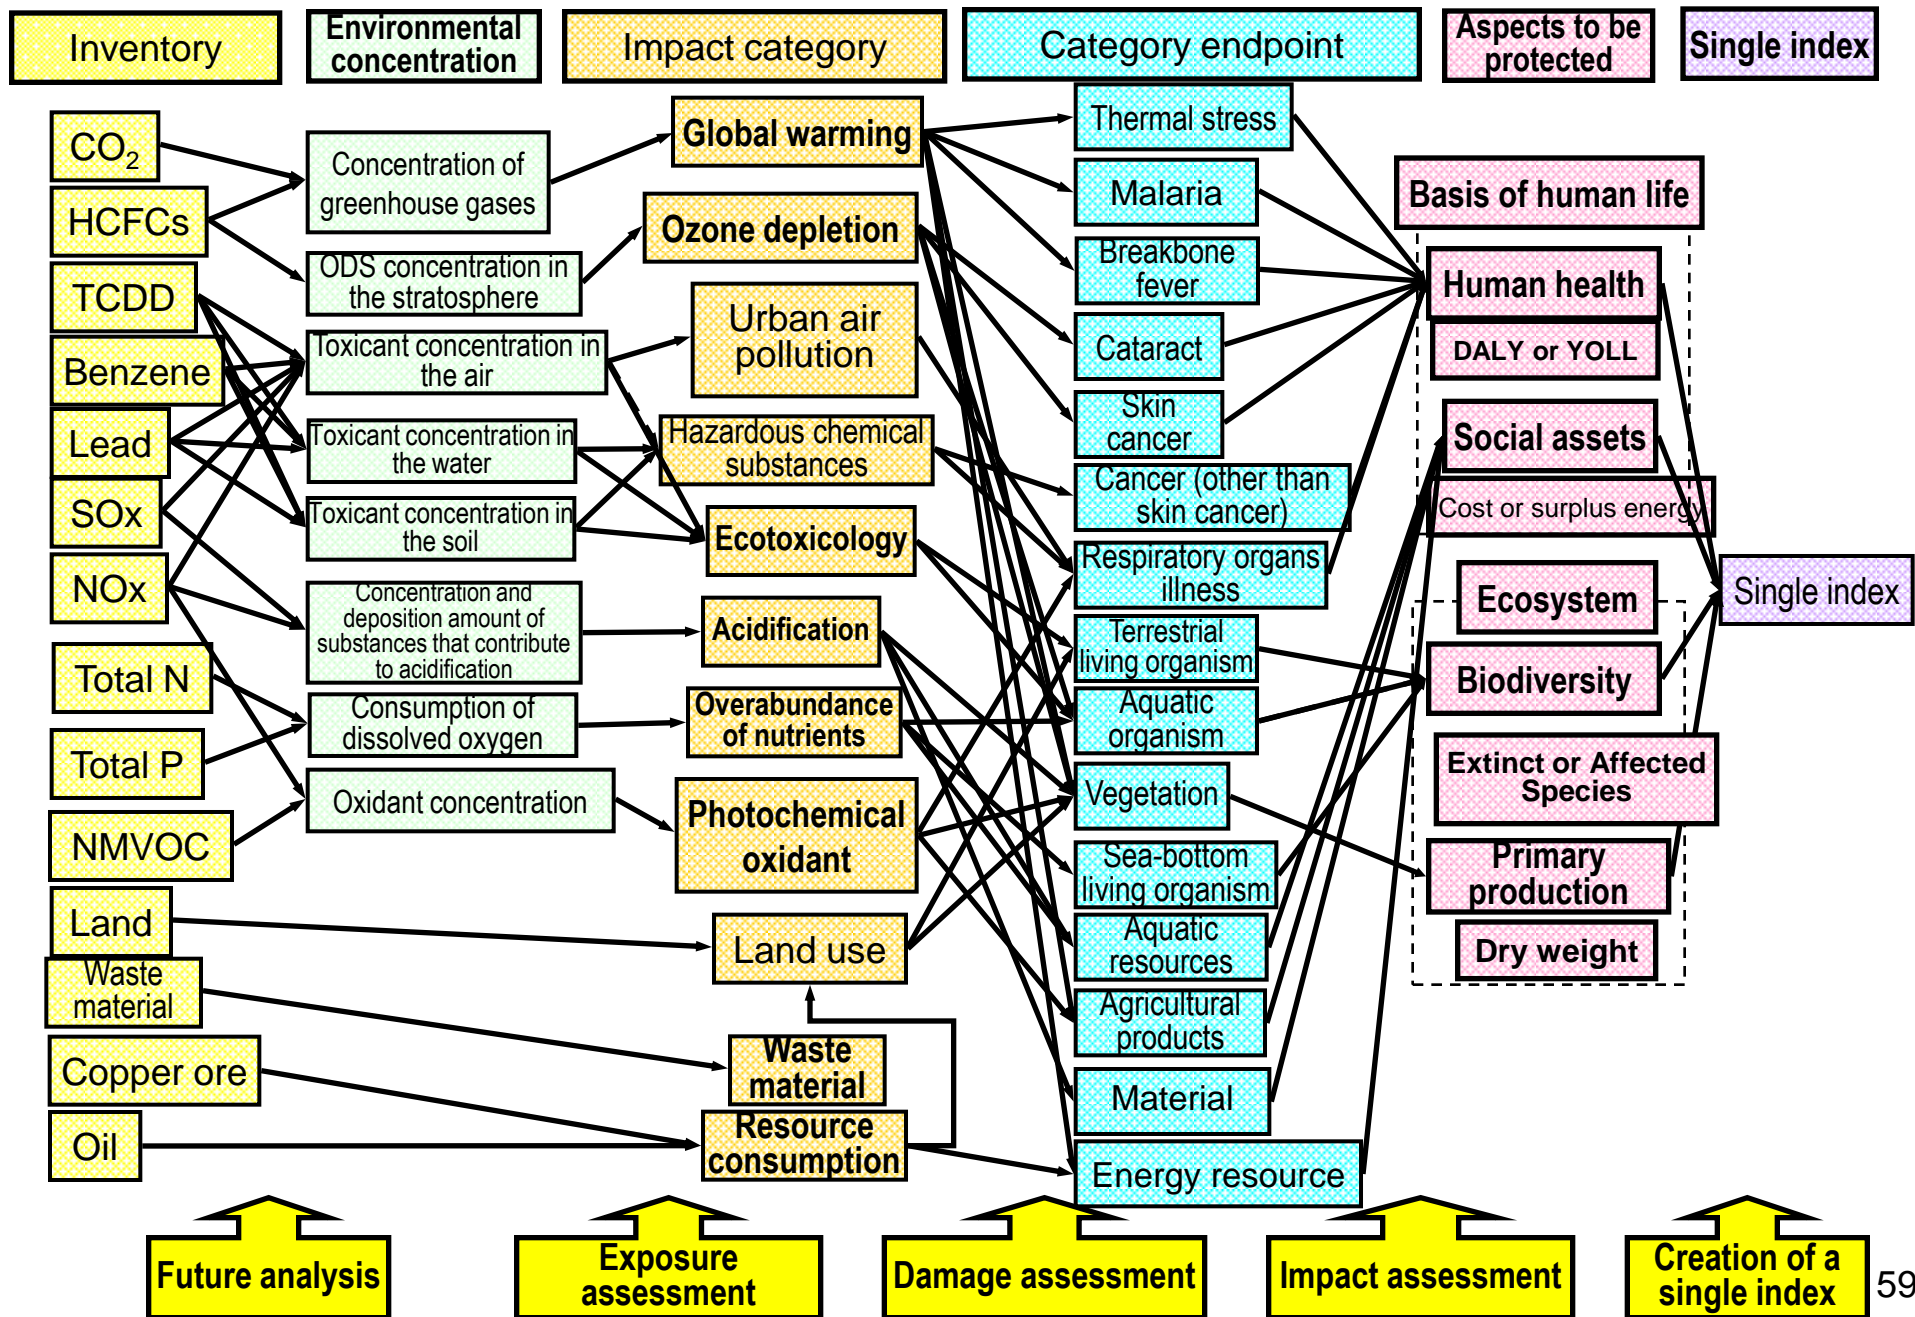 Inventory
Environmental
concentration
Impact category
Category endpoint
Aspects to be
protected
Single index
CO₂
HCFCs
TCDD
Benzene
Lead
SOx
NOx
Total N
Total P
NMVOC
Land
Waste
material
Copper ore
Oil
Concentration of
greenhouse gases
ODS concentration in
the stratosphere
Toxicant concentration in
the air
Toxicant concentration in
the water
Toxicant concentration in
the soil
Concentration and
deposition amount of
substances that contribute
to acidification
Consumption of
dissolved oxygen
Oxidant concentration
Global warming
Ozone depletion
Urban air
pollution
Hazardous chemical
substances
Ecotoxicology
Acidification
Overabundance
of nutrients
Photochemical
oxidant
Land use
Waste
material
Resource
consumption
Thermal stress
Malaria
Breakbone
fever
Cataract
Skin
cancer
Cancer (other than
skin cancer)
Respiratory organs
illness
Terrestrial
living organism
Aquatic
organism
Vegetation
Sea-bottom
living organism
Aquatic
resources
Agricultural
products
Material
Energy resource
Basis of human life
Human health
DALY or YOLL
Social assets
Cost or surplus energy
Ecosystem
Biodiversity
Extinct or Affected
Species
Primary
production
Dry weight
Single index
Future analysis
Exposure
assessment
Damage assessment
Impact assessment
Creation of a
single index
59